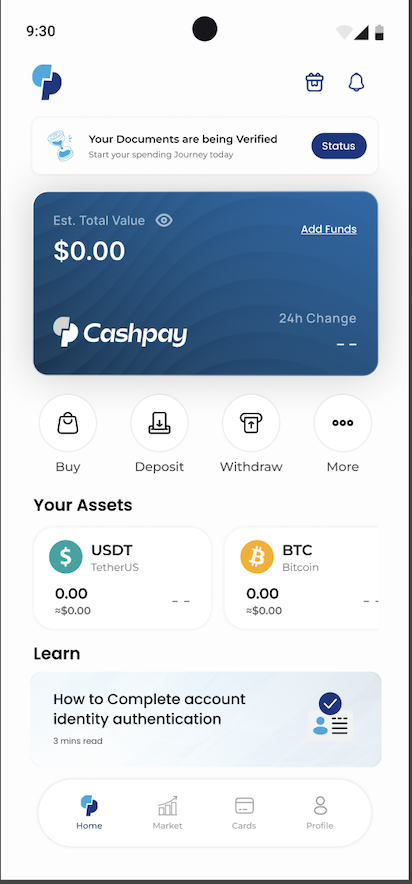 9:30
Your Documents are being Verified
Start your spending Journey today
Status
Est. Total Value
$0.00
Add Funds
Cashpay
24h Change
- -
Buy
Deposit
Withdraw
More
Your Assets
USDT
TetherUS
0.00
≈$0.00
- -
BTC
Bitcoin
0.00
≈$0.00
- -
Learn
How to Complete account
identity authentication
3 mins read
Home
Market
Cards
Profile